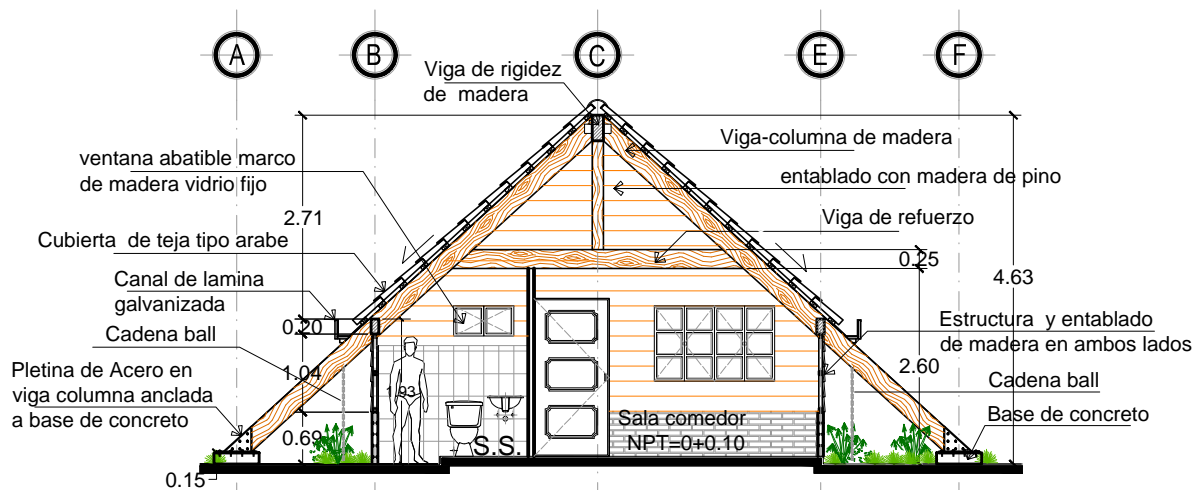 A
B
C
E
F
Viga de rigidez
de madera
Viga-columna de madera
ventana abatible marco
de madera vidrio fijo
entablado con madera de pino
2.71
Viga de refuerzo
Cubierta de teja tipo arabe
0.25
4.63
Canal de lamina
galvanizada
0.20
Cadena ball
Estructura y entablado
de madera en ambos lados
1.04
2.60
Pletina de Acero en
viga columna anclada
a base de concreto
1.93
Cadena ball
Sala comedor
NPT=0+0.10
Base de concreto
0.69
S.S.
0.15